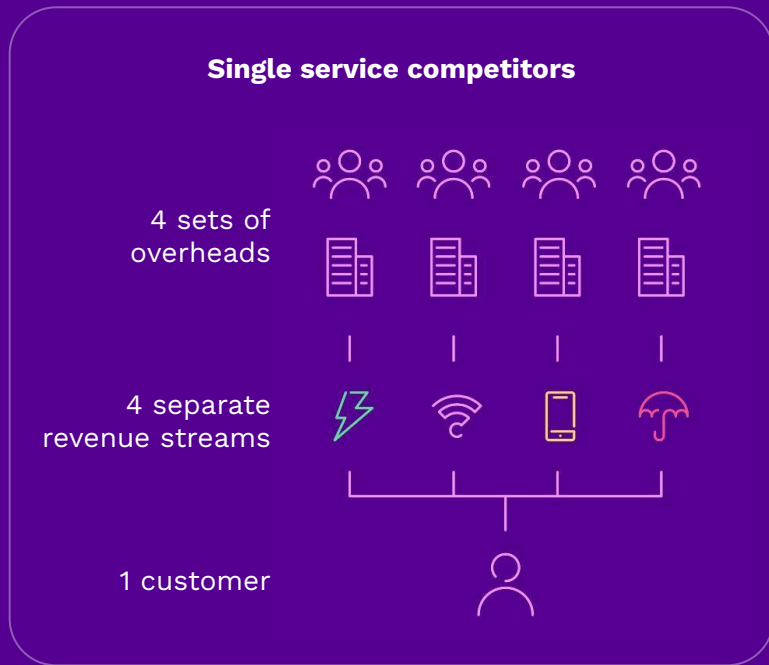 Single service competitors
4 sets of
overheads
4 separate
revenue streams
1 customer